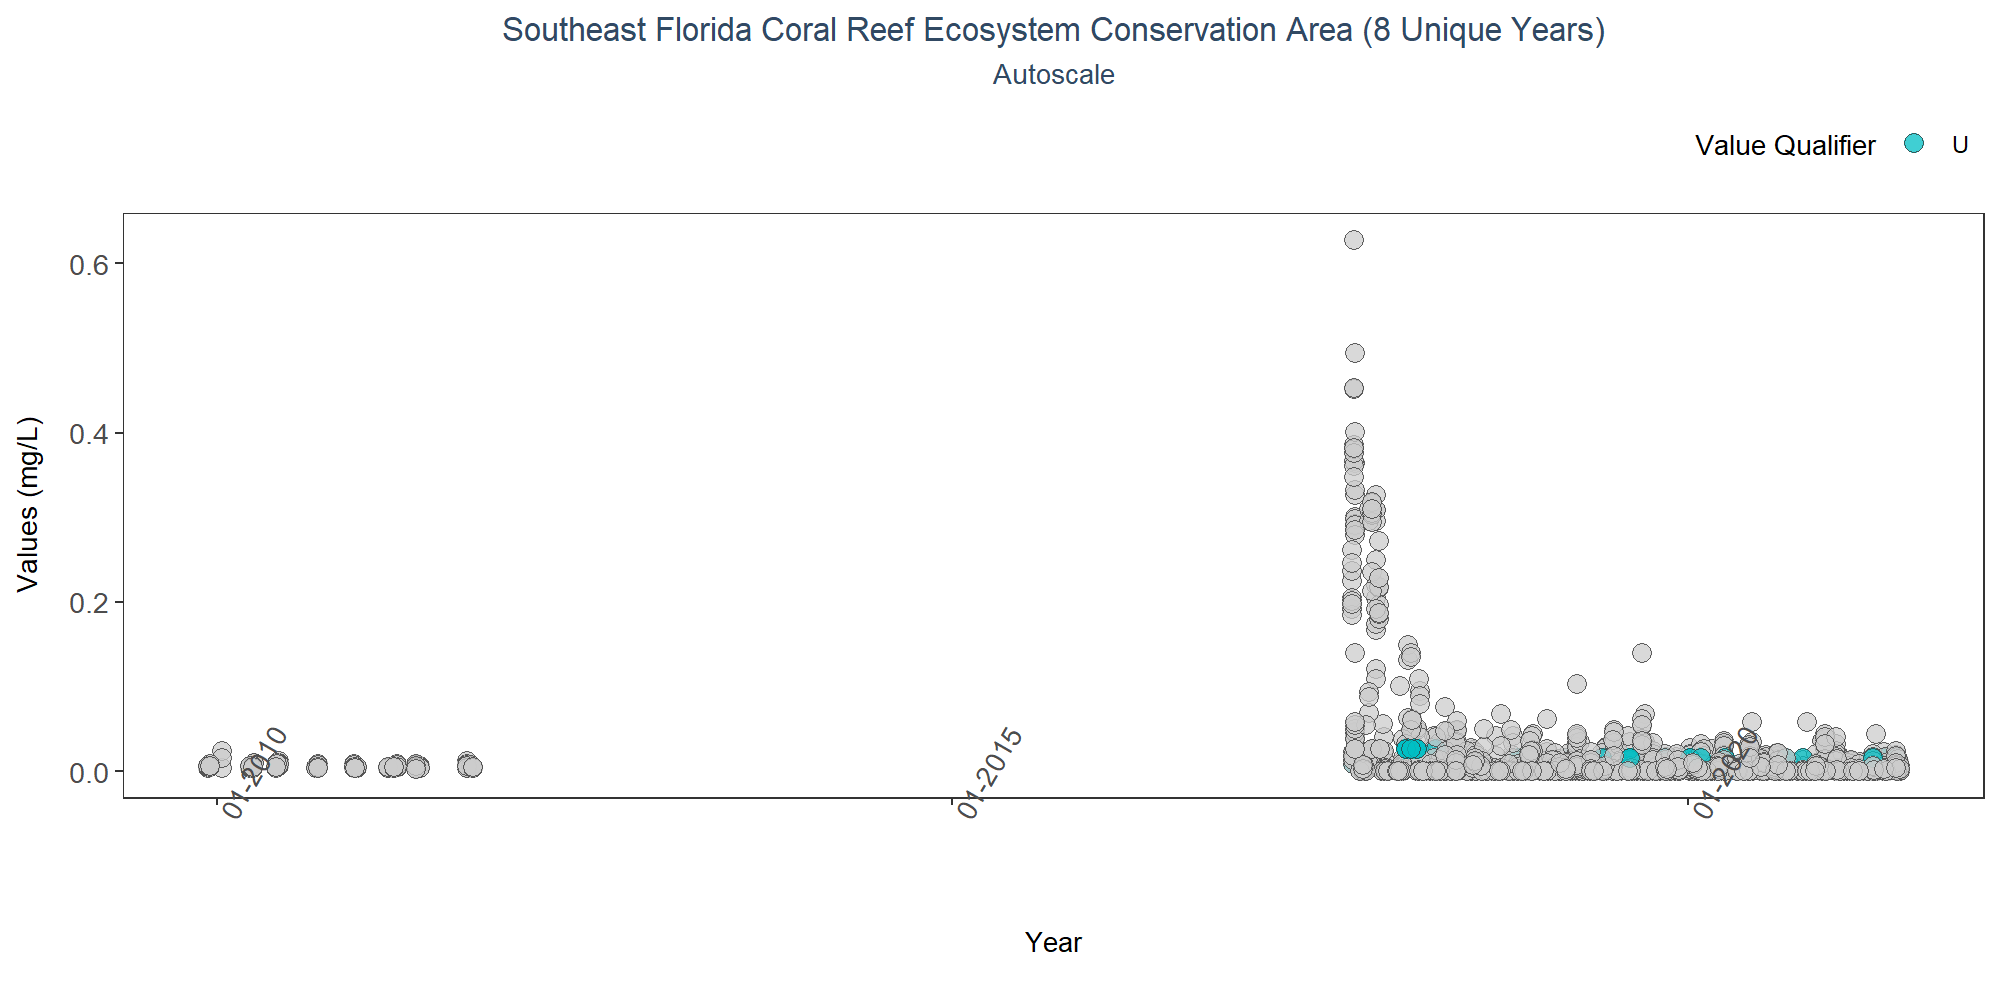 Southeast Florida Coral Reef Ecosystem Conservation Area (8 Unique Years)
Autoscale
Value Qualifier U
Values (mg/L)
0.6
0.4
0.2
0.0
01-2010
01-2015
01-2020
Year